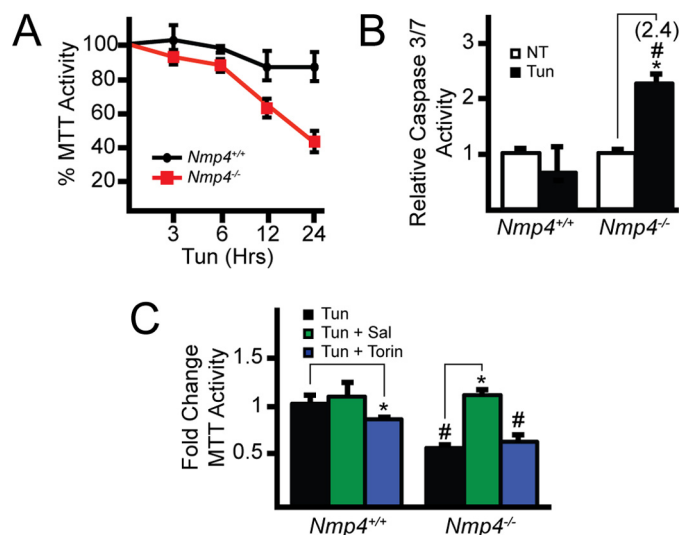 A
% MTT Activity
100
80
60
40
20
Nmp4+/+
Nmp4-/-
3 6 12 24
Tun (Hrs)
B
Relative Caspase 3/7
Activity
3
2
1
NT
Tun
(2.4)
#
*
Nmp4+/+ Nmp4-/-
C
Fold Change
MTT Activity
Tun
Tun + Sal
Tun + Torin
1.5
1
0.5
*
#
*
#
Nmp4+/+ Nmp4-/-